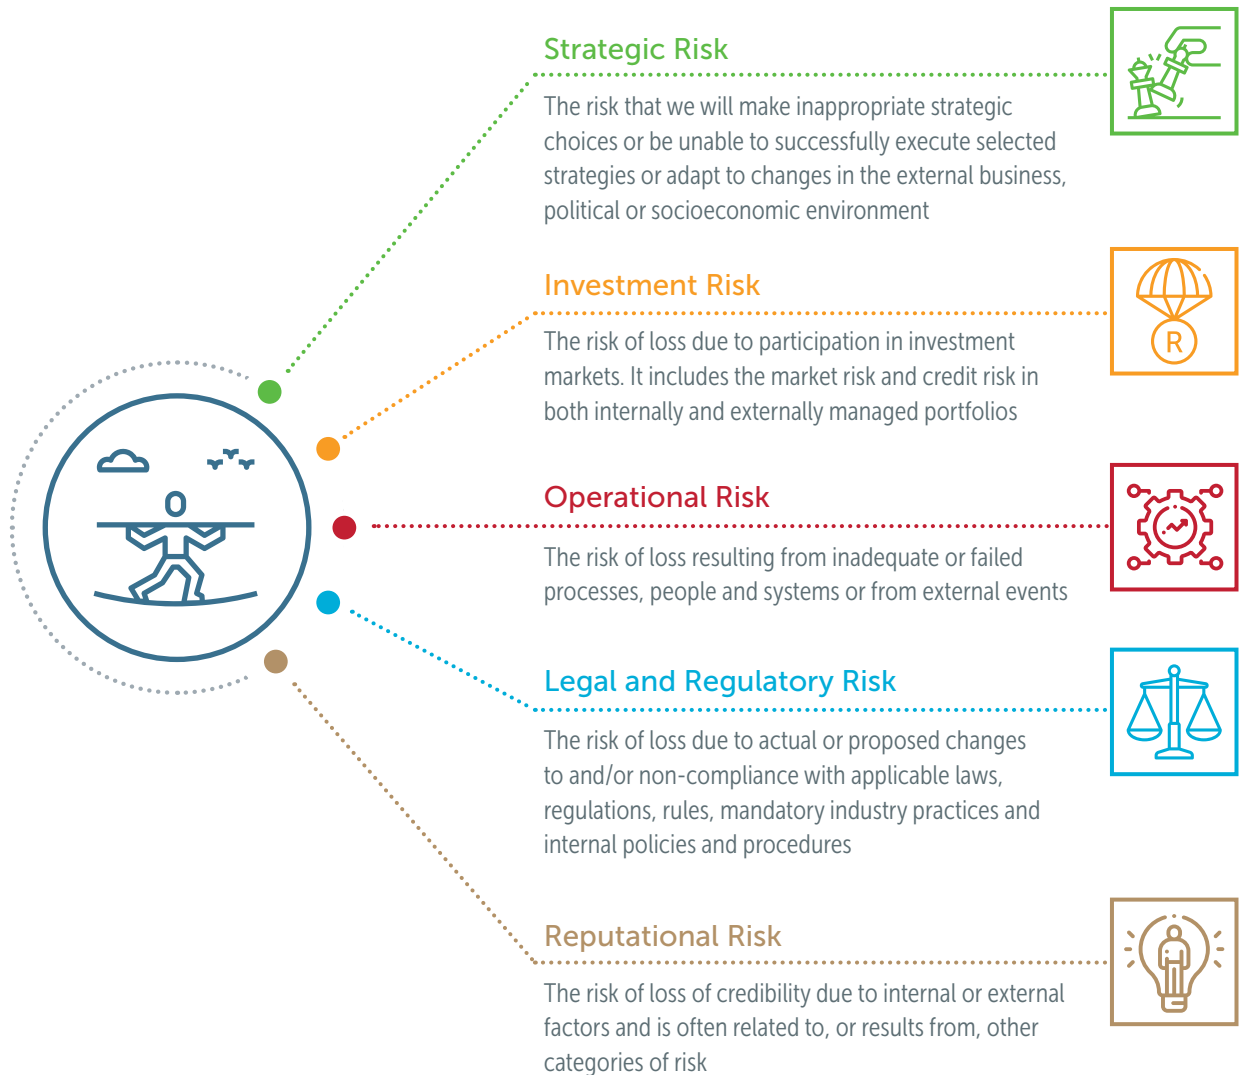 Strategic Risk
The risk that we will make inappropriate strategic
choices or be unable to successfully execute selected
strategies or adapt to changes in the external business,
political or socioeconomic environment
Investment Risk
The risk of loss due to participation in investment
markets. It includes the market risk and credit risk in
both internally and externally managed portfolios
R
Operational Risk
The risk of loss resulting from inadequate or failed
processes, people and systems or from external events
Legal and Regulatory Risk
The risk of loss due to actual or proposed changes
to and/or non-compliance with applicable laws,
regulations, rules, mandatory industry practices and
internal policies and procedures
Reputational Risk
The risk of loss of credibility due to internal or external
factors and is often related to, or results from, other
categories of risk